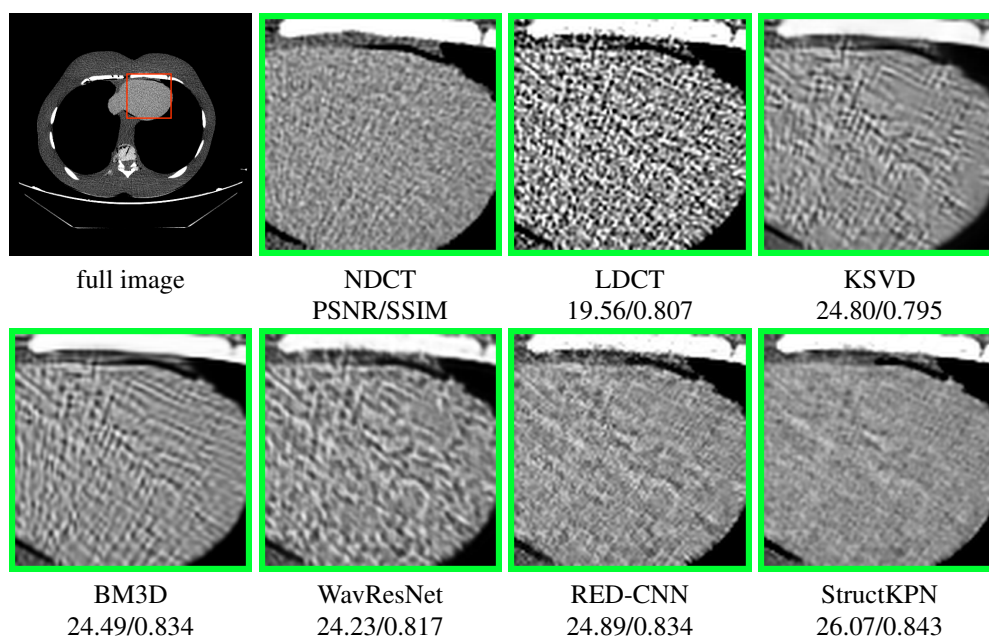 full image
NDCT
PSNR/SSIM
LDCT
19.56/0.807
KSVD
24.80/0.795
BM3D
24.49/0.834
WavResNet
24.23/0.817
RED-CNN
24.89/0.834
StructKPN
26.07/0.843